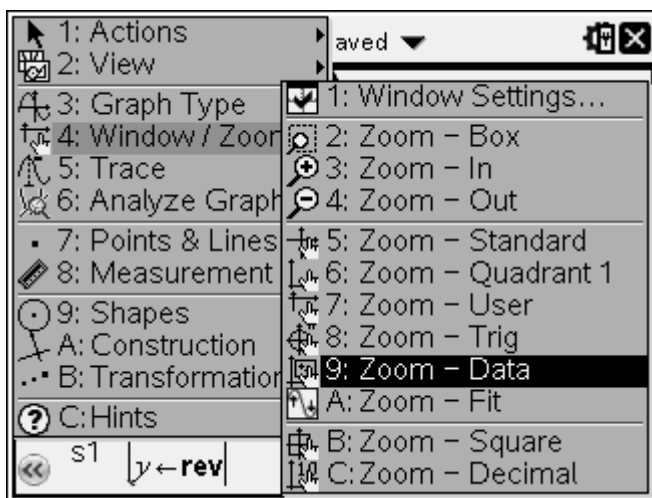 1: Actions
2: View
3: Graph Type
4: Window / Zoor
5: Trace
6: Analyze Graph
7: Points & Lines
8: Measurement
9: Shapes
A: Construction
B: Transformation
C: Hints
aved
1: Window Settings...
2: Zoom – Box
3: Zoom – In
4: Zoom – Out
5: Zoom – Standard
6: Zoom – Quadrant 1
7: Zoom – User
8: Zoom – Trig
9: Zoom – Data
A: Zoom – Fit
B: Zoom – Square
C: Zoom – Decimal
s1 y←rev